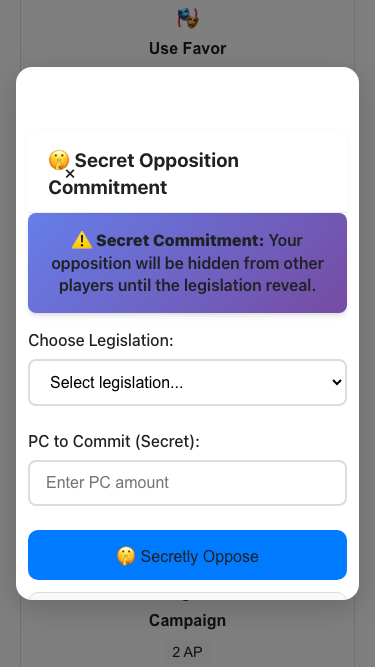 Use Favor
🤫 Secret Opposition
×
Commitment
⚠️ Secret Commitment: Your
opposition will be hidden from other
players until the legislation reveal.
Choose Legislation:
Select legislation...
PC to Commit (Secret):
Enter PC amount
🤫 Secretly Oppose
Campaign
2 AP